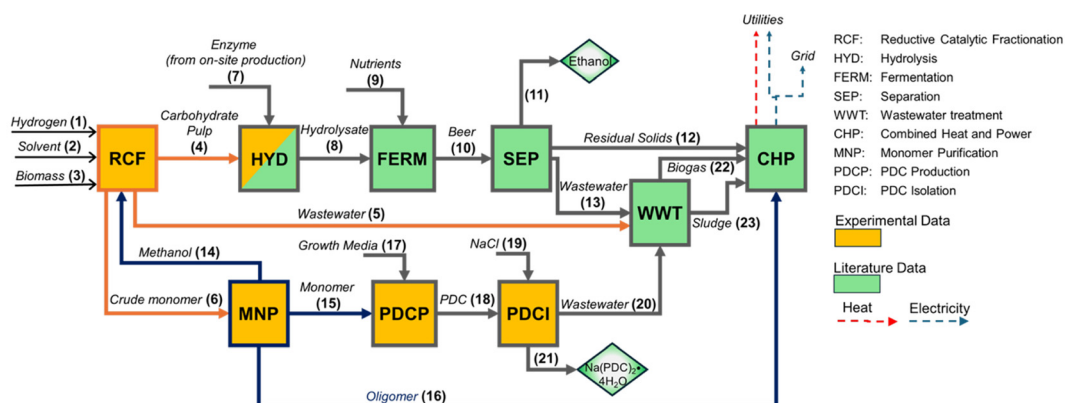 Utilities
Grid
Enzyme
(from on-site production)
(7)
Nutrients
(9)
Ethanol
(11)
Hydrogen (1)
Solvent (2)
Biomass (3)
RCF
Carbohydrate
Pulp
(4)
HYD
Hydrolysate
(8)
FERM
Beer
(10)
SEP
Residual Solids (12)
Biogas (22)
CHP
Wastewater
(13)
WWT
Sludge (23)
Wastewater (5)
Methanol (14)
Growth Media (17)
NaCl (19)
Crude monomer (6)
MNP
Monomer
(15)
PDCP
PDC (18)
PDCI
Wastewater (20)
(21)
Na(PDC)₂•
4H₂O
Oligomer (16)
RCF: Reductive Catalytic Fractionation
HYD: Hydrolysis
FERM: Fermentation
SEP: Separation
WWT: Wastewater treatment
CHP: Combined Heat and Power
MNP: Monomer Purification
PDCP: PDC Production
PDCI: PDC Isolation
Experimental Data
Literature Data
Heat Electricity